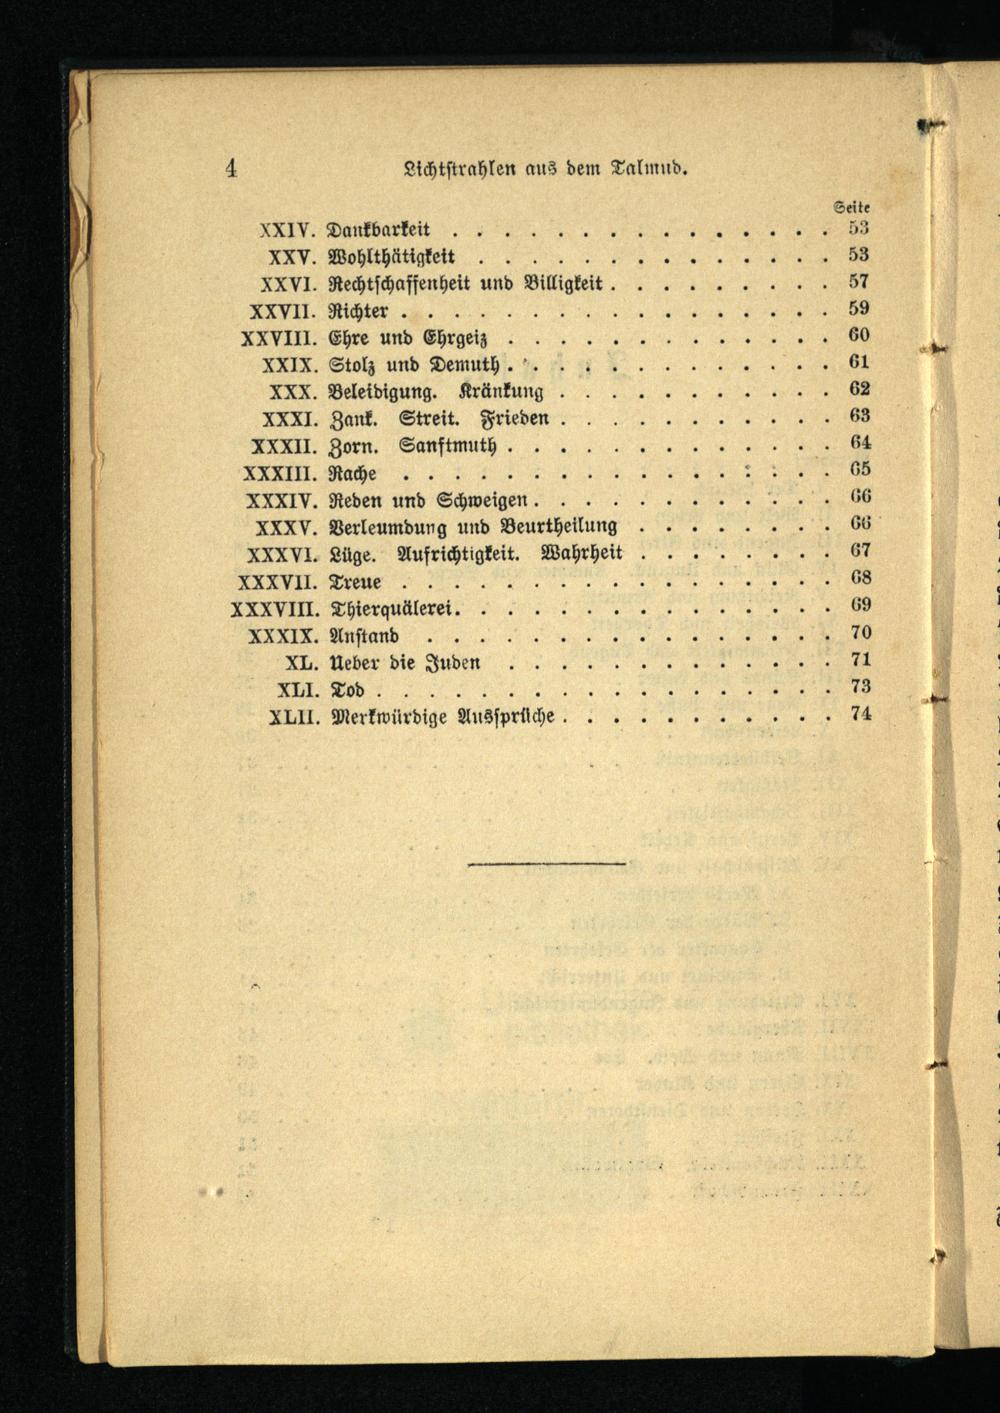 4 Lichtstrahlen aus dem Talmud.
Seite
XXIV. Dankbarkeit . . . . . . . . . . . . . . . 53
XXV. Wohlthätigkeit . . . . . . . . . . . . . . 53
XXVI. Rechtschaffenheit und Billigkeit . . . . . . . . . 57
XXVII. Richter . . . . . . . . . . . . . . . . . 59
XXVIII. Ehre und Ehrgeiz . . . . . . . . . . . . . 60
XXIX. Stolz und Demuth . . . . . . . . . . . . . 61
XXX. Beleidigung. Kränkung . . . . . . . . . . . 62
XXXI. Zank. Streit. Frieden . . . . . . . . . . . 63
XXXII. Zorn. Sanftmuth . . . . . . . . . . . . . 64
XXXIII. Rache . . . . . . . . . . . . . . . . . 65
XXXIV. Reden und Schweigen . . . . . . . . . . . . 66
XXXV. Verleumdung und Beurtheilung . . . . . . . . 66
XXXVI. Lüge. Aufrichtigkeit. Wahrheit . . . . . . . . 67
XXXVII. Treue . . . . . . . . . . . . . . . . . 68
XXXVIII. Thierquälerei . . . . . . . . . . . . . . . 69
XXXIX. Anstand . . . . . . . . . . . . . . . . 70
XL. Ueber die Juden . . . . . . . . . . . . . 71
XLI. Tod . . . . . . . . . . . . . . . . . . 73
XLII. Merkwürdige Aussprüche . . . . . . . . . . . 74